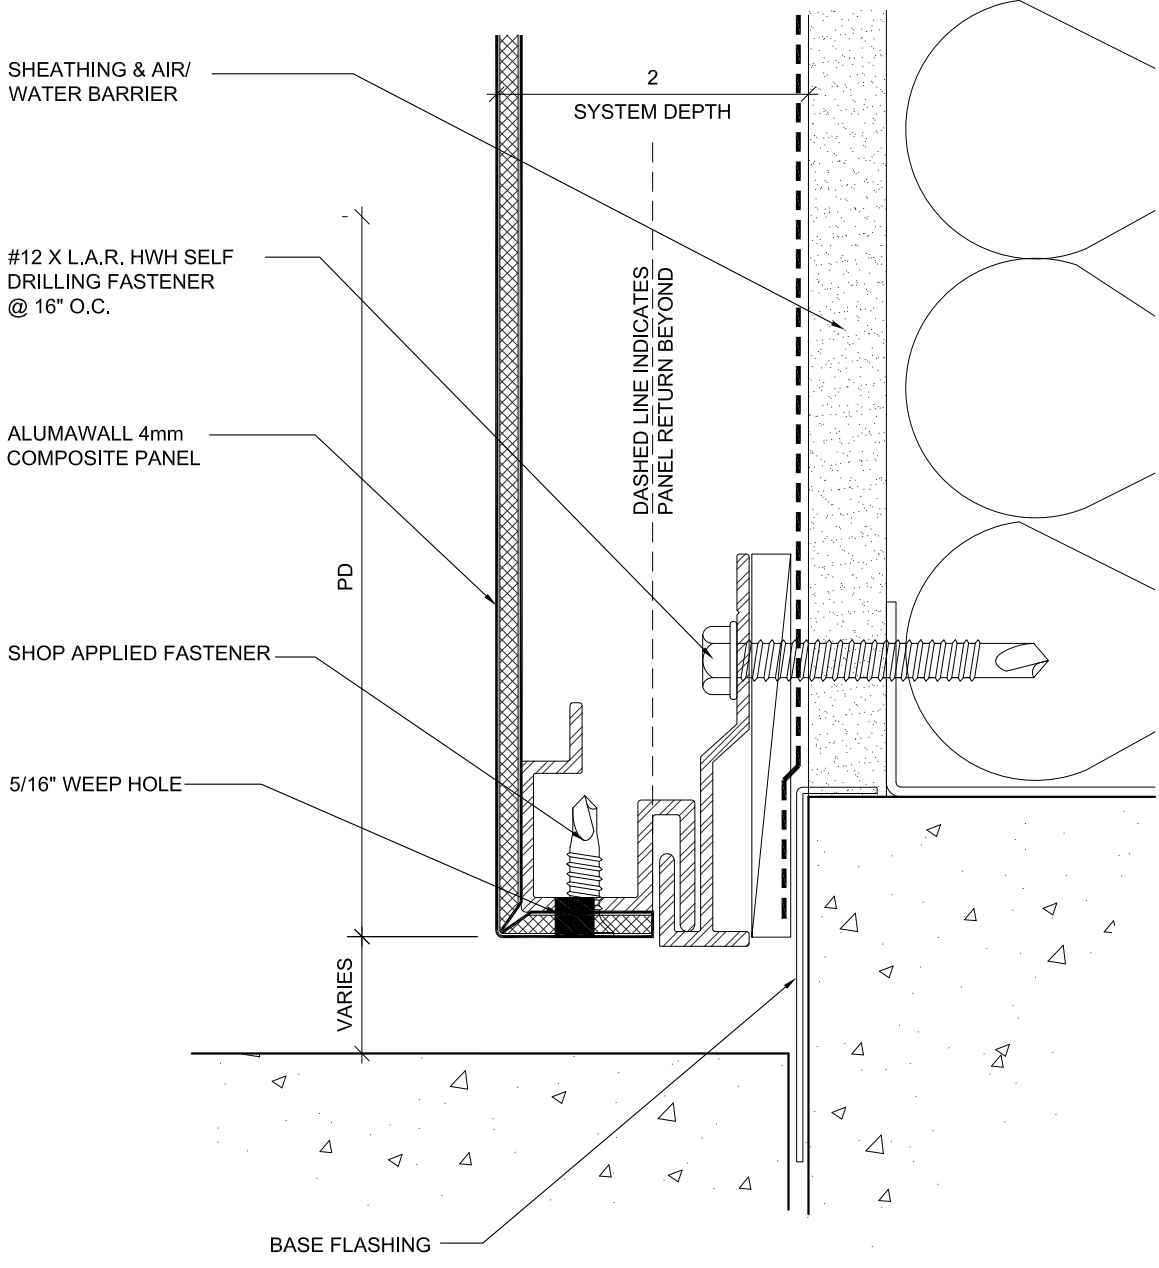 SHEATHING & AIR/
WATER BARRIER
2
SYSTEM DEPTH
#12 X L.A.R. HWH SELF
DRILLING FASTENER
@ 16" O.C.
DASHED LINE INDICATES
PANEL RETURN BEYOND
ALUMAWALL 4mm
COMPOSITE PANEL
PD
SHOP APPLIED FASTENER
5/16" WEEP HOLE
VARIES
BASE FLASHING